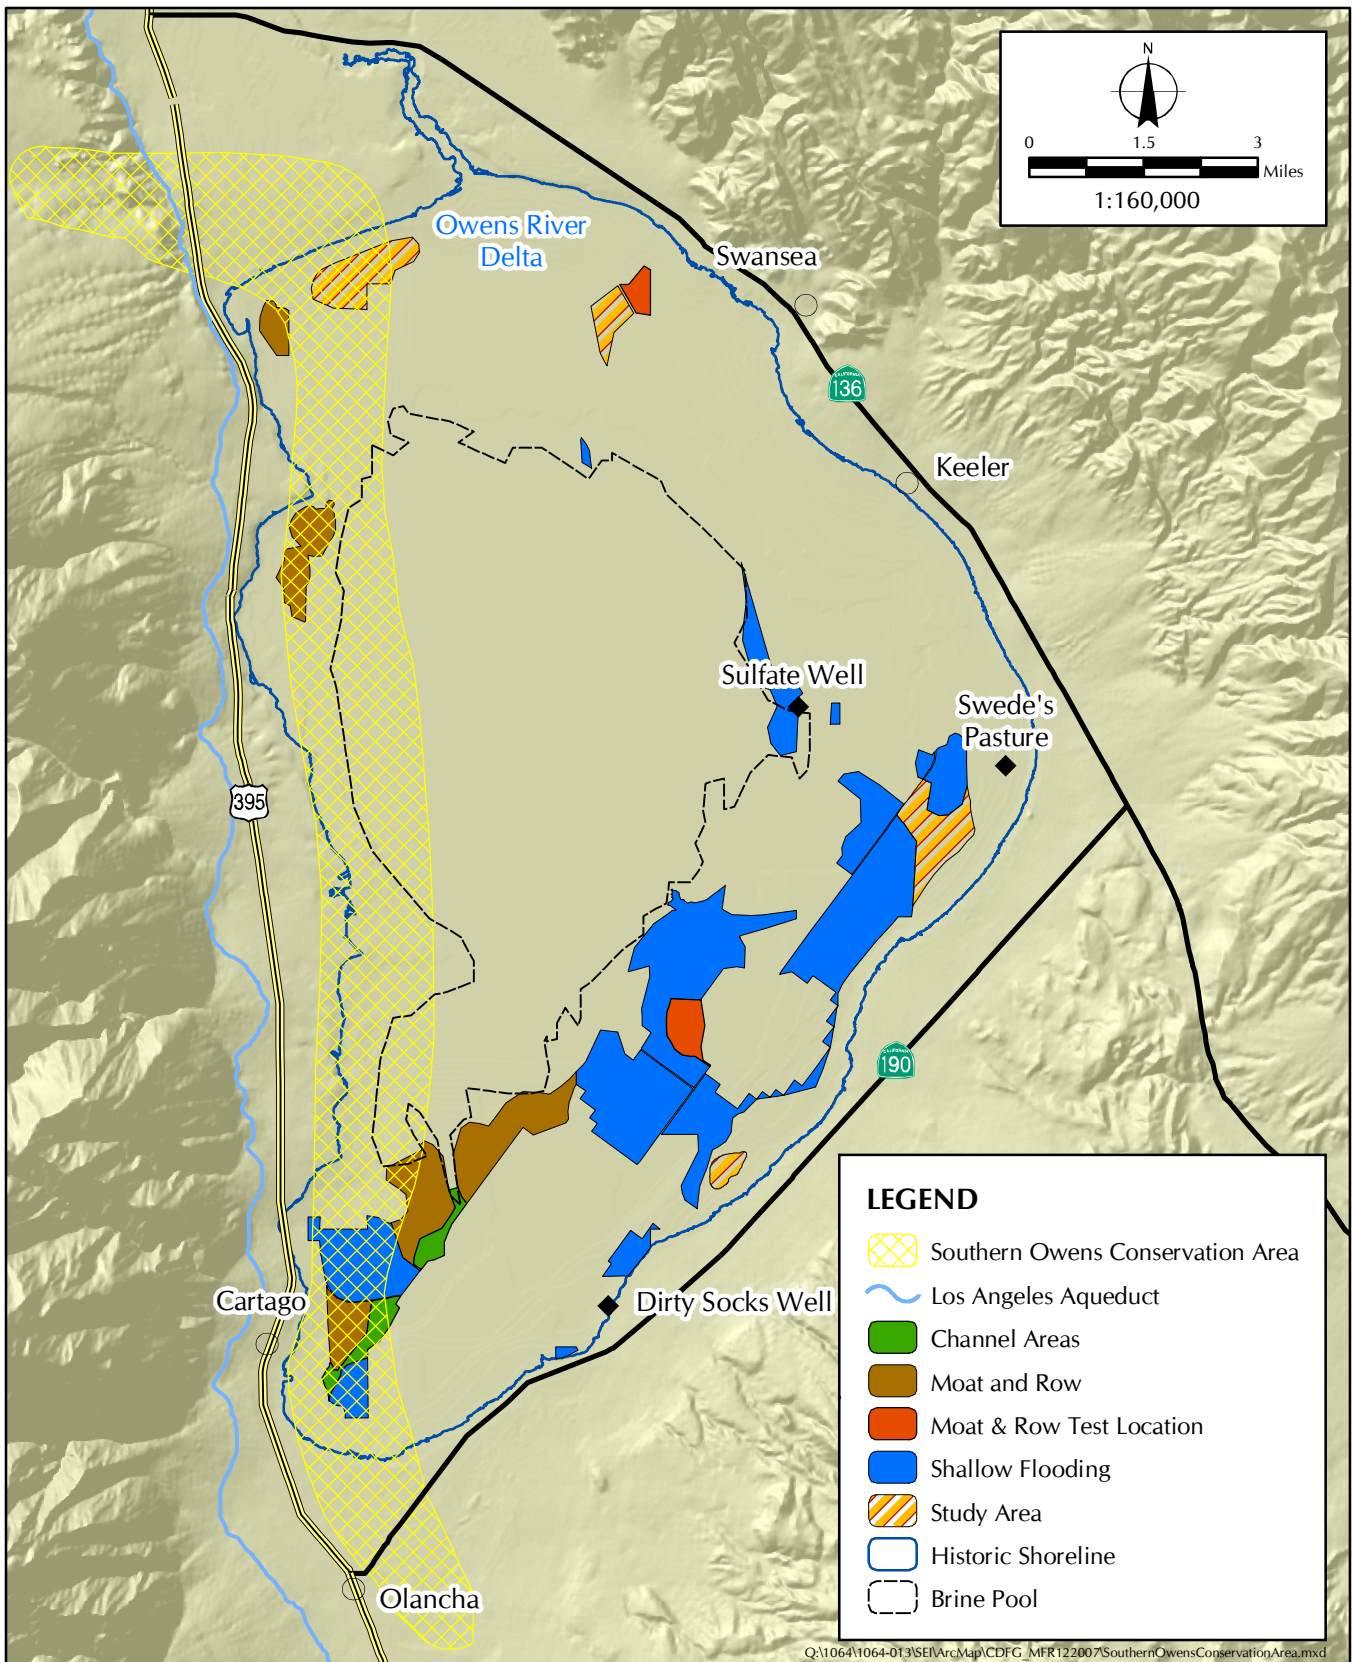 N
0 1.5 3
Miles
1:160,000
Owens River
Delta
Swansea
CALIFORNIA
136
Keeler
Sulfate Well
Swede's
Pasture
395
CALIFORNIA
190
Cartago
Dirty Socks Well
Olancha
LEGEND
Southern Owens Conservation Area
Los Angeles Aqueduct
Channel Areas
Moat and Row
Moat & Row Test Location
Shallow Flooding
Study Area
Historic Shoreline
Brine Pool
Q:\1064\1064-013\SEI\ArcMap\CDFG_MFR122007\SouthernOwensConservationArea.mxd